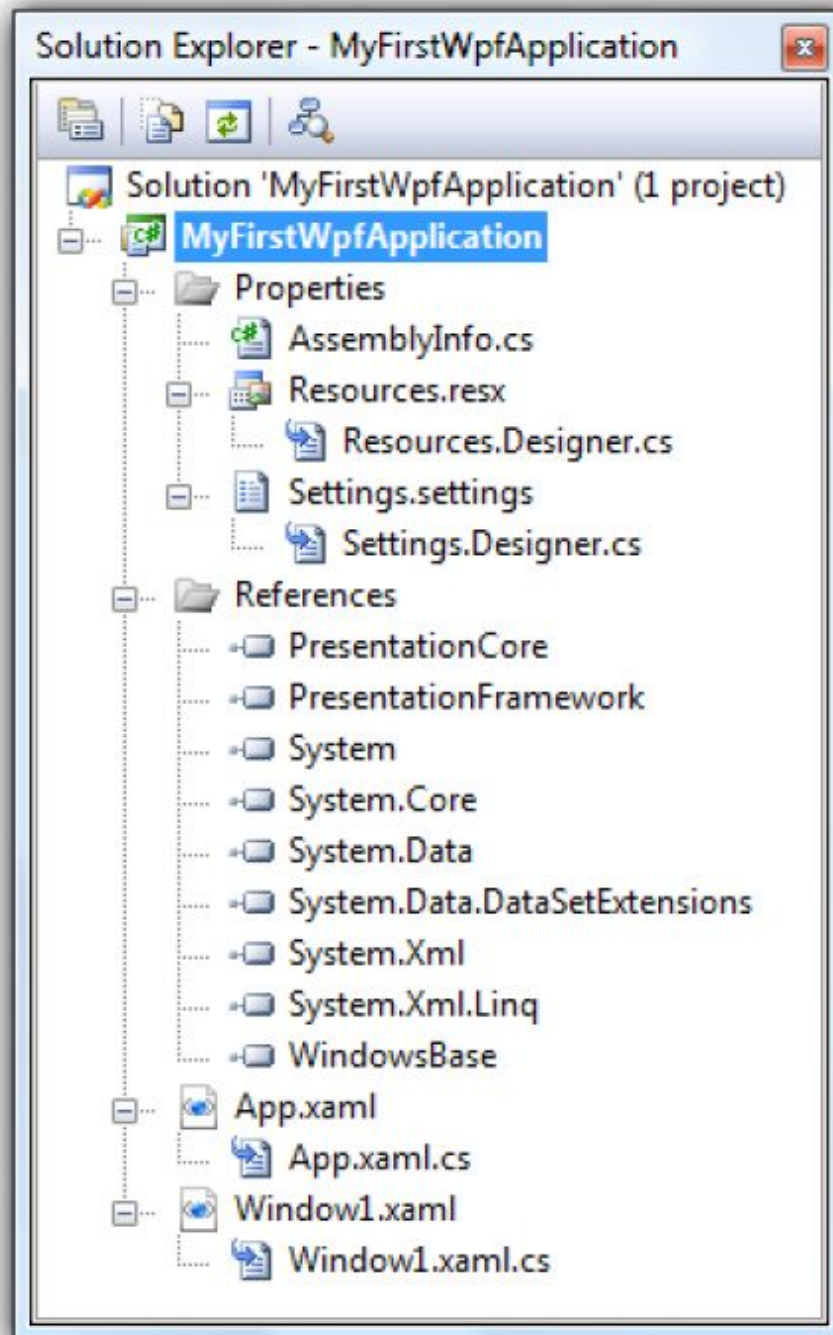 Solution Explorer - MyFirstWpfApplication
Solution 'MyFirstWpfApplication' (1 project)
MyFirstWpfApplication
Properties
AssemblyInfo.cs
Resources.resx
Resources.Designer.cs
Settings.settings
Settings.Designer.cs
References
PresentationCore
PresentationFramework
System
System.Core
System.Data
System.Data.DataSetExtensions
System.Xml
System.Xml.Linq
WindowsBase
App.xaml
App.xaml.cs
Window1.xaml
Window1.xaml.cs